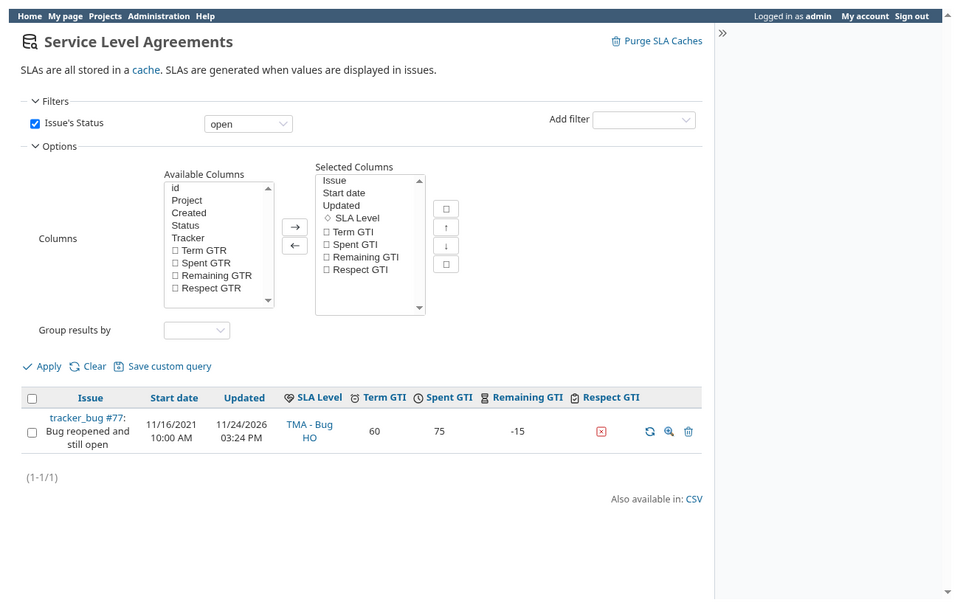 Home My page Projects Administration Help
Logged in as admin My account Sign out
Service Level Agreements
Purge SLA Caches
SLAs are all stored in a cache. SLAs are generated when values are displayed in issues.
Filters
Issue's Status
open
Add filter
Options
Columns
Available Columns
id
Project
Created
Status
Tracker
Term GTR
Spent GTR
Remaining GTR
Respect GTR
→
←
Selected Columns
Issue
Start date
Updated
SLA Level
Term GTI
Spent GTI
Remaining GTI
Respect GTI
↑
↓
Group results by
Apply Clear Save custom query
Issue Start date Updated SLA Level Term GTI Spent GTI Remaining GTI Respect GTI
tracker_bug #77:
Bug reopened and
still open
11/16/2021
10:00 AM
11/24/2026
03:24 PM
TMA - Bug
HO
60
75
-15
(1-1/1)
Also available in: CSV